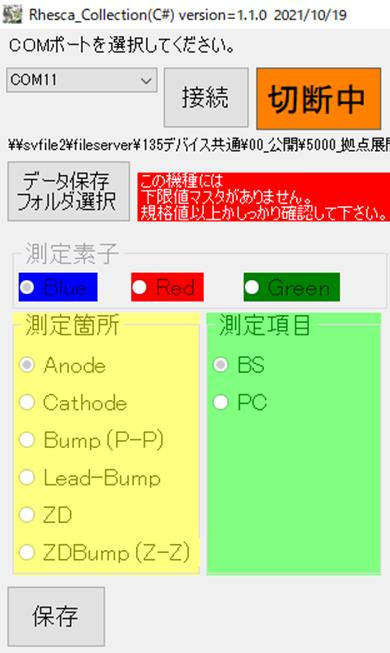 Rhesca_Collection(C#) version=1.1.0 2021/10/19
COMポートを選択してください。
COM11
接続
切断中
¥¥svfile2¥fileserver¥135デバイス共通¥00_公開¥5000_拠点展開
データ保存
フォルダ選択
この機種には
下限値マスタがありません。
規格値以上かしっかり確認して下さい。
測定素子
Blue
Red
Green
測定箇所
Anode
Cathode
Bump(P-P)
Lead-Bump
ZD
ZDBump(Z-Z)
測定項目
BS
PC
保存